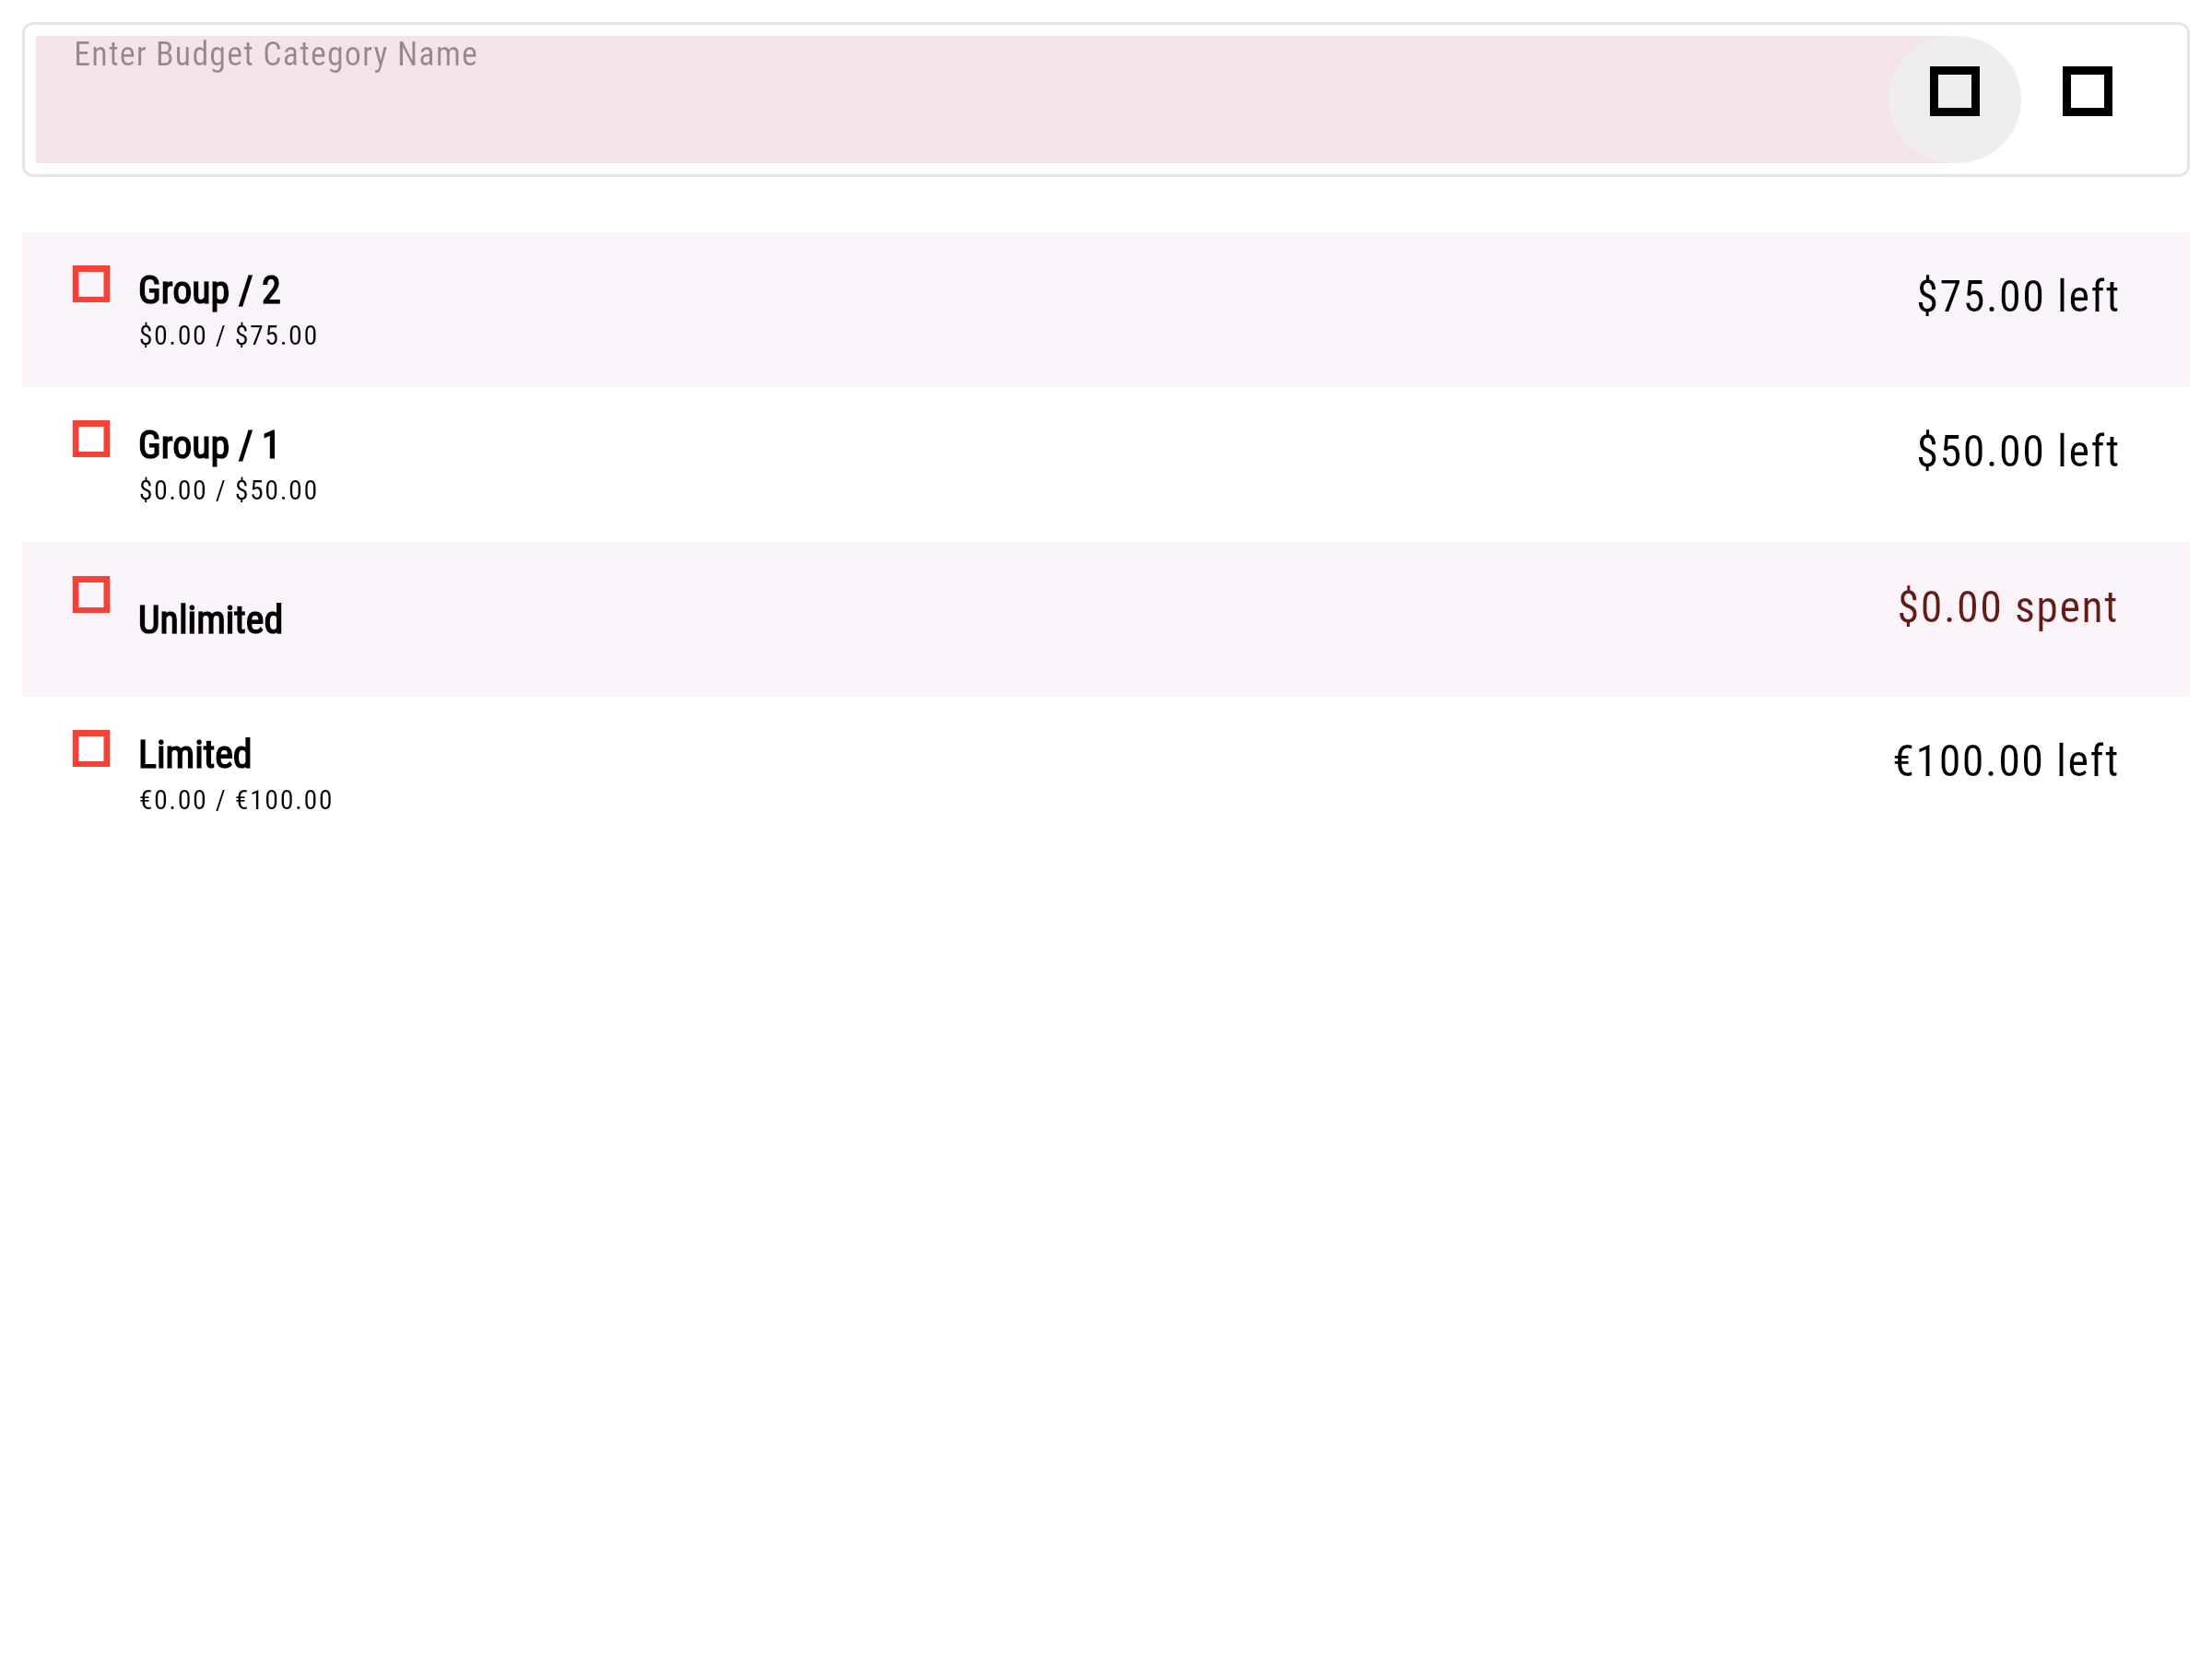 Enter Budget Category Name
Group / 2
$75.00 left
$0.00 / $75.00
Group / 1
$50.00 left
$0.00 / $50.00
Unlimited
$0.00 spent
Limited
€100.00 left
€0.00 / €100.00